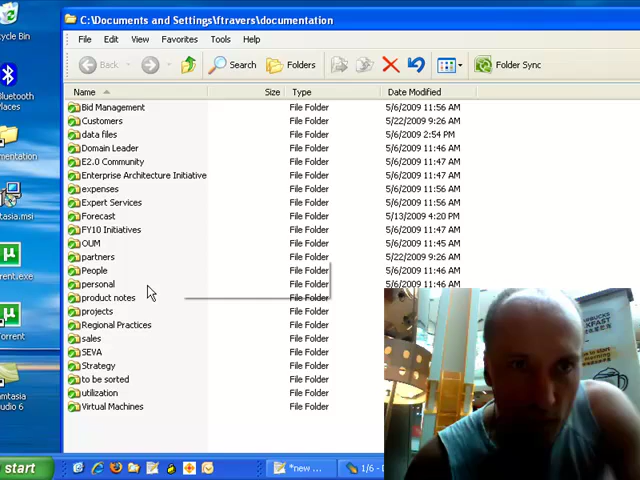 C:\Documents and Settings\ftravers\documentation
File Edit View Favorites Tools Help
Back Search Folders Folder Sync
Name Size Type Date Modified
Bid Management File Folder 5/6/2009 11:56 AM
Customers File Folder 5/22/2009 9:26 AM
data files File Folder 5/6/2009 2:54 PM
Domain Leader File Folder 5/6/2009 11:46 AM
E2.0 Community File Folder 5/6/2009 11:47 AM
Enterprise Architecture Initiative File Folder 5/6/2009 11:47 AM
expenses File Folder 5/6/2009 11:56 AM
Expert Services File Folder 5/6/2009 11:56 AM
Forecast File Folder 5/13/2009 4:20 PM
FY10 Initiatives File Folder 5/6/2009 11:47 AM
OUM File Folder 5/6/2009 11:45 AM
partners File Folder 5/22/2009 9:26 AM
People File Folder 5/6/2009 11:46 AM
personal File Folder 5/6/2009 11:46 AM
product notes File Folder
projects File Folder
Regional Practices File Folder
sales File Folder
SEVA File Folder
Strategy File Folder
to be sorted File Folder
utilization File Folder
Virtual Machines File Folder
cycle Bin
uetooth
Places
mentation
tasia.msi
rrent.exe
orrent
mtasia
udio 6
start
*new ...
1/6 - D